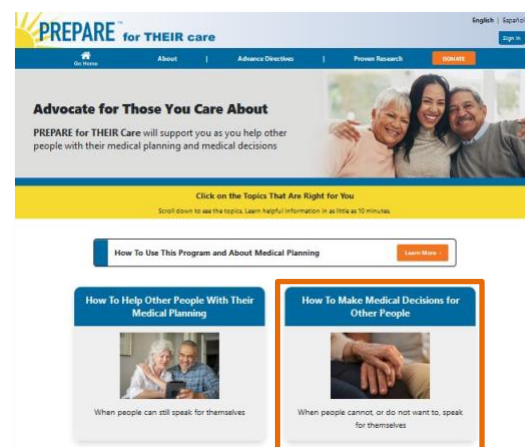 English | Español
PREPARE™ for THEIR care
Sign In
Go Home
About | Advance Directives | Proven Research
DONATE
Advocate for Those You Care About
PREPARE for THEIR Care will support you as you help other
people with their medical planning and medical decisions
Click on the Topics That Are Right for You
Scroll down to see the topics. Learn helpful information in as little as 10 minutes.
How To Use This Program and About Medical Planning
Learn More ›
How To Help Other People With Their
Medical Planning
When people can still speak for themselves
How To Make Medical Decisions for
Other People
When people cannot, or do not want to, speak
for themselves